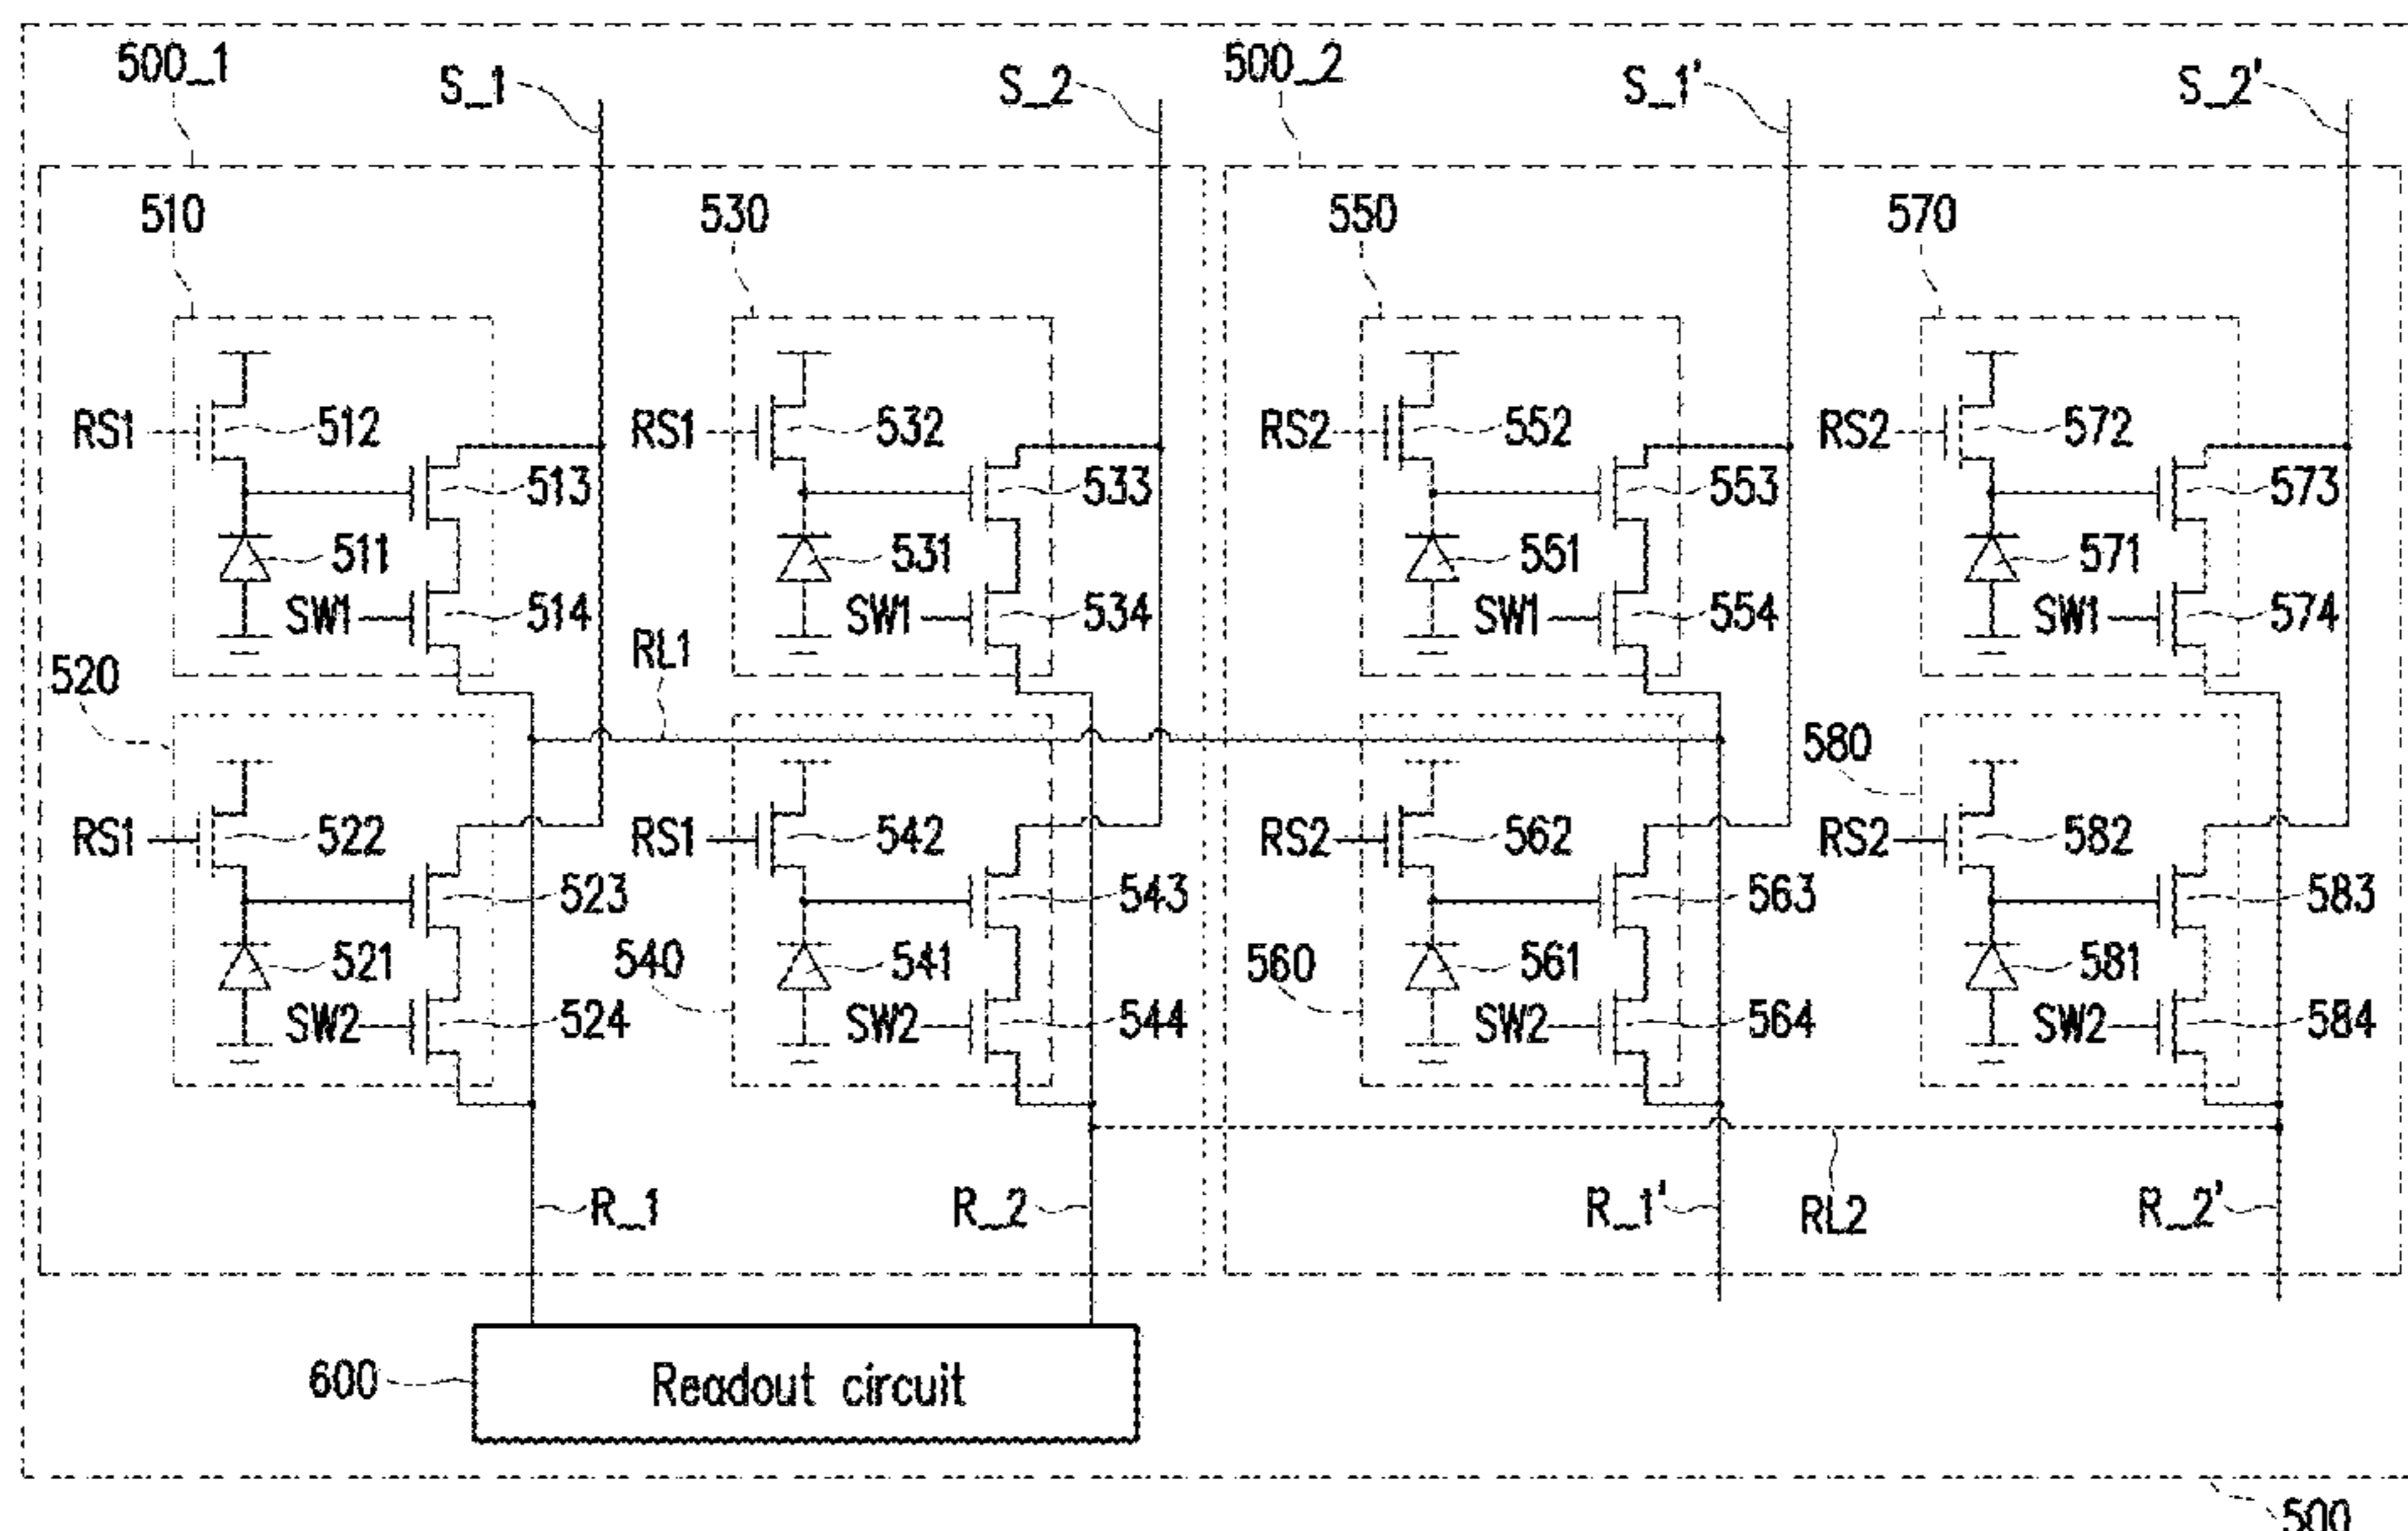 500_1 S_1 S_2 500_2 S_1' S_2'
510 530 550 570
RS1 512 RS1 532 RS2 552 RS2 572
513 533 553 573
511 531 551 571
SW1 514 SW1 534 SW1 554 SW1 574
520 RL1 580
RS1 522 RS1 542 RS2 562 RS2 582
523 543 563 583
521 540 541 560 561 581
SW2 524 SW2 544 SW2 564 SW2 584
R_1 R_2 R_1' RL2 R_2'
600 Readout circuit
500